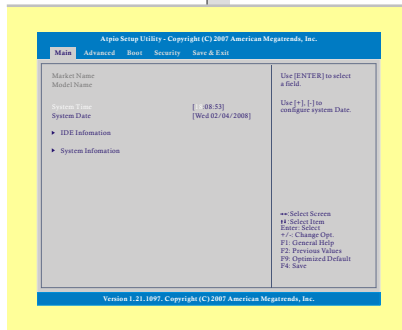 Atpio Setup Utility - Copyright (C) 2007 American Megatrends, Inc.
Main Advanced Boot Security Save & Exit
Market Name
Model Name
System Time [18:08:53]
System Date [Wed 02/04/2008]
▸ IDE Infomation
▸ System Infomation
Use [ENTER] to select
a field.
Use [+], [-] to
configure system Date.
↔:Select Screen
↕:Select Item
Enter: Select
+/-: Change Opt.
F1: General Help
F2: Previous Values
F9: Optimized Default
F4: Save
Version 1.21.1097. Copyright (C) 2007 American Megatrends, Inc.